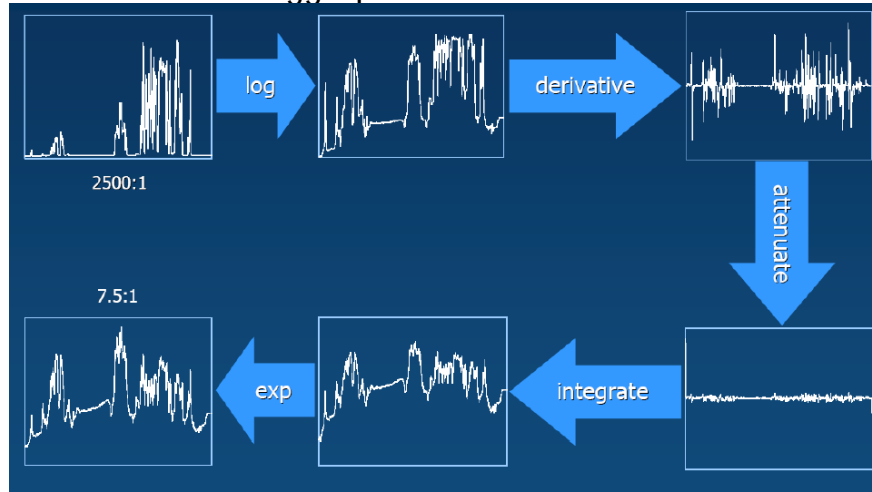 log
derivative
2500:1
attenuate
7.5:1
exp
integrate